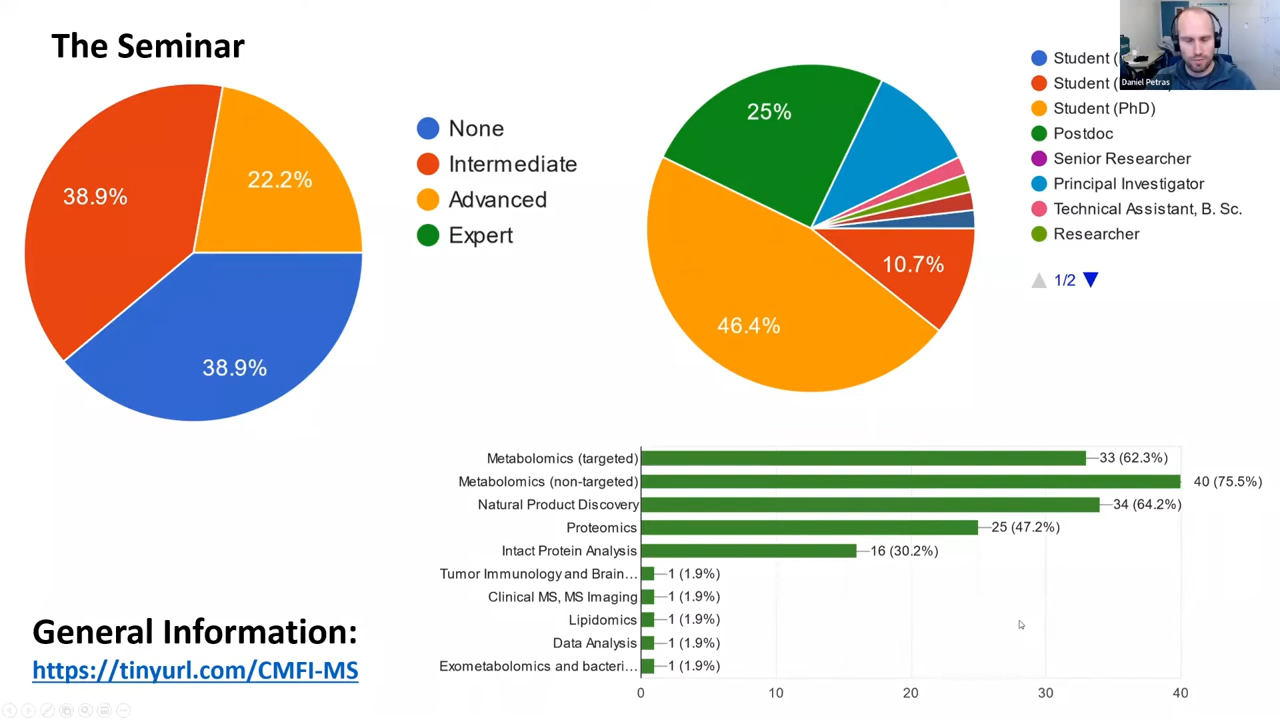 The Seminar
38.9%
22.2%
38.9%
None
Intermediate
Advanced
Expert
25%
10.7%
46.4%
Student (
Student (
Student (PhD)
Postdoc
Senior Researcher
Principal Investigator
Technical Assistant, B. Sc.
Researcher
1/2
Daniel Petras
Metabolomics (targeted) 33 (62.3%)
Metabolomics (non-targeted) 40 (75.5%)
Natural Product Discovery 34 (64.2%)
Proteomics 25 (47.2%)
Intact Protein Analysis 16 (30.2%)
Tumor Immunology and Brain... 1 (1.9%)
Clinical MS, MS Imaging 1 (1.9%)
Lipidomics 1 (1.9%)
Data Analysis 1 (1.9%)
Exometabolomics and bacteri... 1 (1.9%)
0 10 20 30 40
General Information:
https://tinyurl.com/CMFI-MS